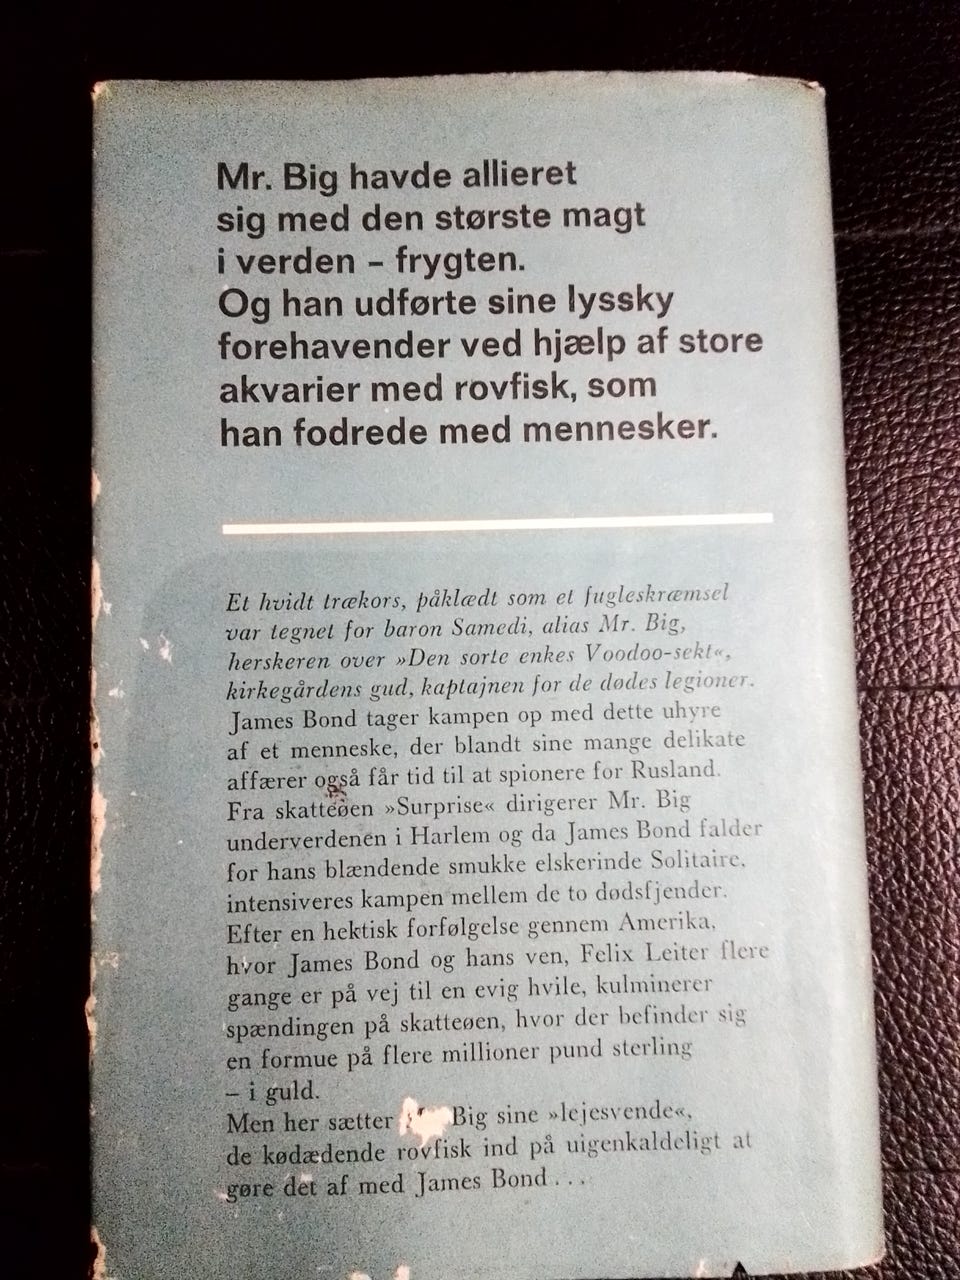 Mr. Big havde allieret
sig med den største magt
i verden – frygten.
Og han udførte sine lyssky
forehavender ved hjælp af store
akvarier med rovfisk, som
han fodrede med mennesker.
Et hvidt trækors, påklædt som et fugleskræmsel
var tegnet for baron Samedi, alias Mr. Big,
herskeren over »Den sorte enkes Voodoo-sekt«,
kirkegårdens gud, kaptajnen for de dødes legioner.
James Bond tager kampen op med dette uhyre
af et menneske, der blandt sine mange delikate
affærer også får tid til at spionere for Rusland.
Fra skatteøen »Surprise« dirigerer Mr. Big
underverdenen i Harlem og da James Bond falder
for hans blændende smukke elskerinde Solitaire,
intensiveres kampen mellem de to dødsfjender.
Efter en hektisk forfølgelse gennem Amerika,
hvor James Bond og hans ven, Felix Leiter flere
gange er på vej til en evig hvile, kulminerer
spændingen på skatteøen, hvor der befinder sig
en formue på flere millioner pund sterling
– i guld.
Men her sætter Big sine »lejesvende«,
de kødædende rovfisk ind på uigenkaldeligt at
gøre det af med James Bond . . .